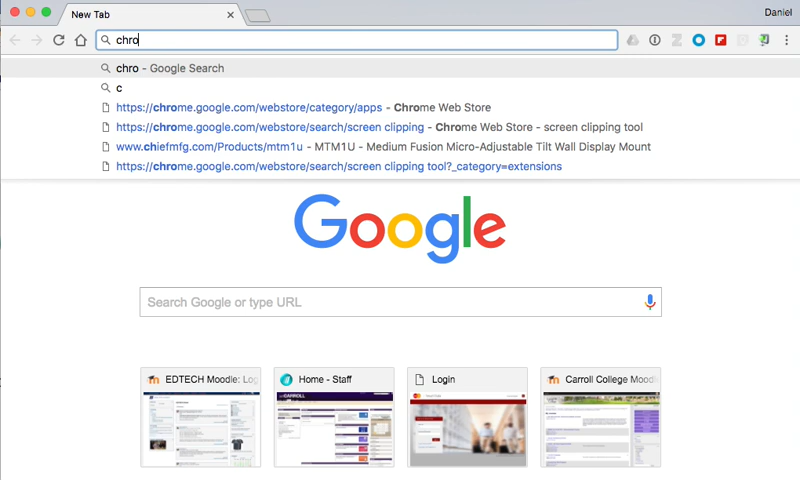 New Tab
Daniel
chro
chro - Google Search
c
https://chrome.google.com/webstore/category/apps - Chrome Web Store
https://chrome.google.com/webstore/search/screen clipping - Chrome Web Store - screen clipping tool
www.chiefmfg.com/Products/mtm1u - MTM1U - Medium Fusion Micro-Adjustable Tilt Wall Display Mount
https://chrome.google.com/webstore/search/screen clipping tool?_category=extensions
Google
Search Google or type URL
EDTECH Moodle: Log
Home - Staff
Login
Carroll College Moodl
CARROLL